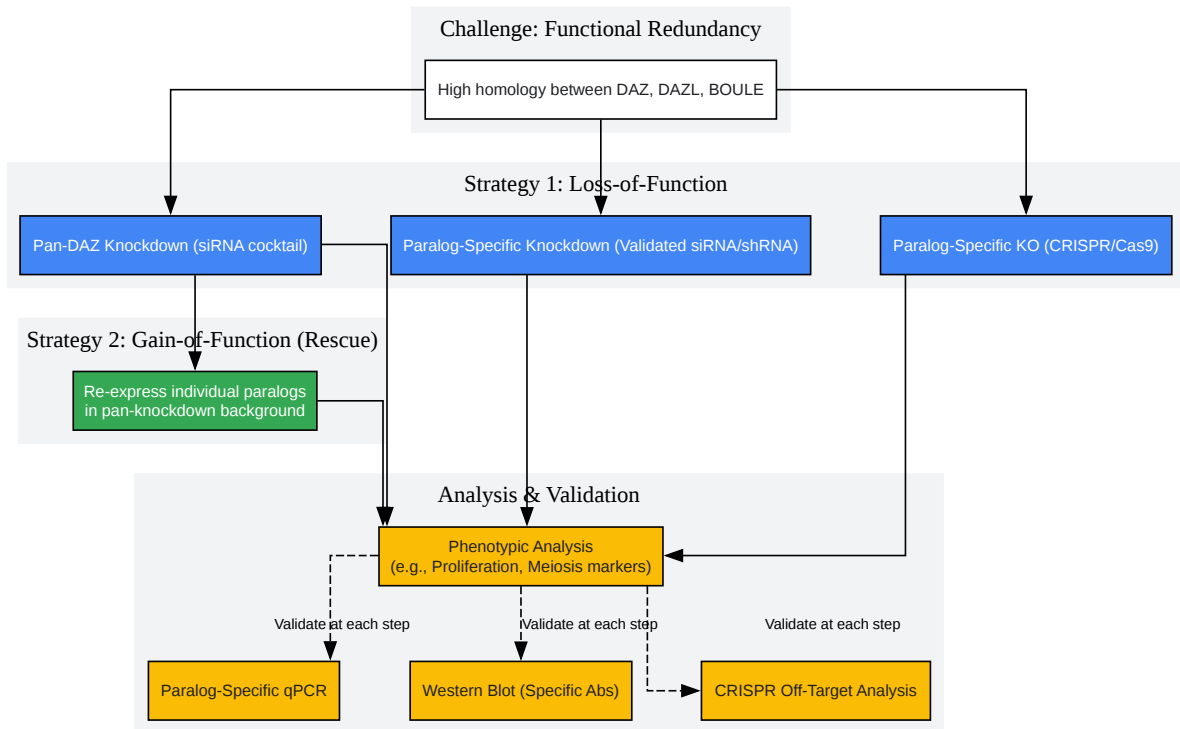 Challenge: Functional Redundancy
High homology between DAZ, DAZL, BOULE
Strategy 1: Loss-of-Function
Pan-DAZ Knockdown (siRNA cocktail)
Paralog-Specific Knockdown (Validated siRNA/shRNA)
Paralog-Specific KO (CRISPR/Cas9)
Strategy 2: Gain-of-Function (Rescue)
Re-express individual paralogs
in pan-knockdown background
Analysis & Validation
Phenotypic Analysis
(e.g., Proliferation, Meiosis markers)
Validate at each step
Validate at each step
Validate at each step
Paralog-Specific qPCR
Western Blot (Specific Abs)
CRISPR Off-Target Analysis